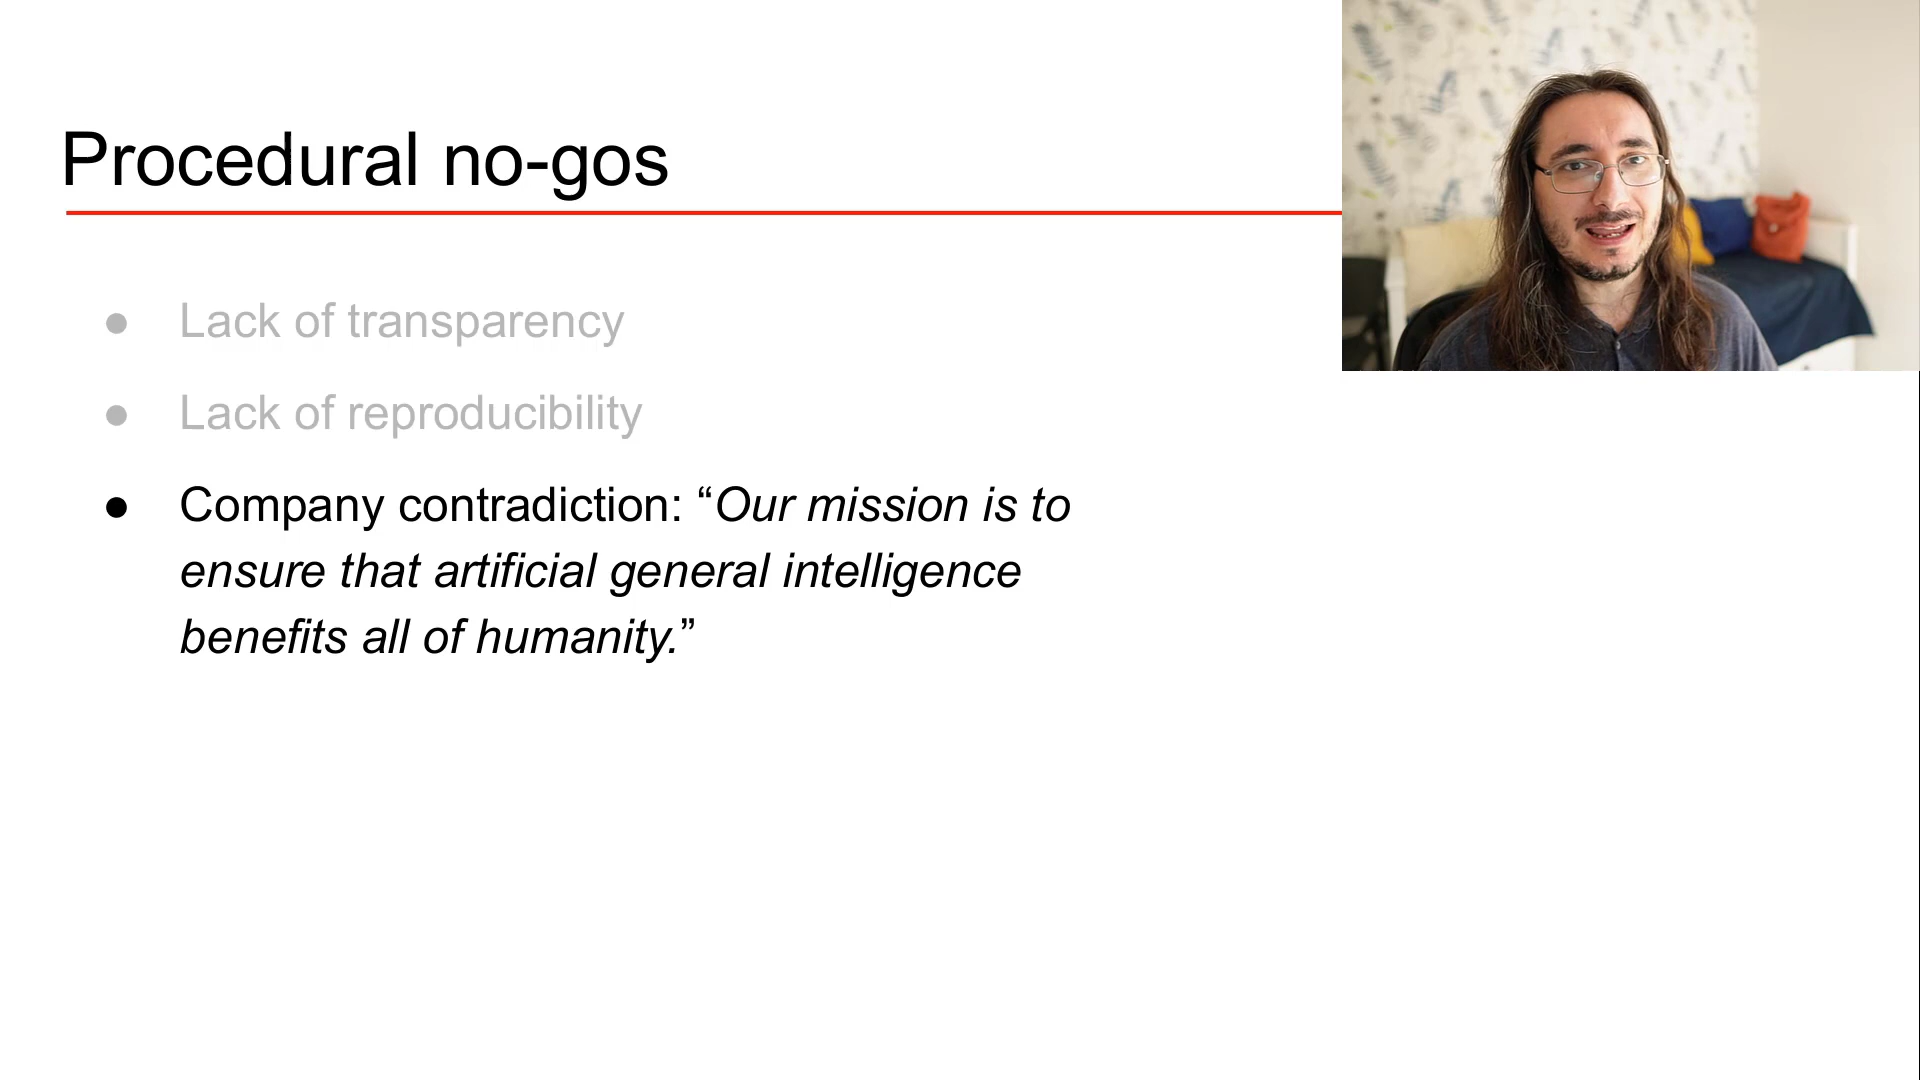 Procedural no-gos
● Lack of transparency
● Lack of reproducibility
● Company contradiction: “Our mission is to
ensure that artificial general intelligence
benefits all of humanity.”